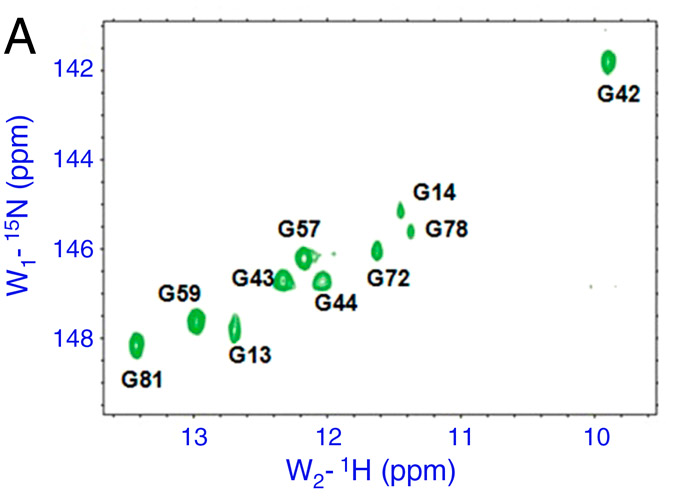 A
142
G42
144
G14
G78
G57
146
G72
G43
G44
G59
G13
148
G81
13 12 11 10
W₂- ¹H (ppm)
W₁- ¹⁵N (ppm)